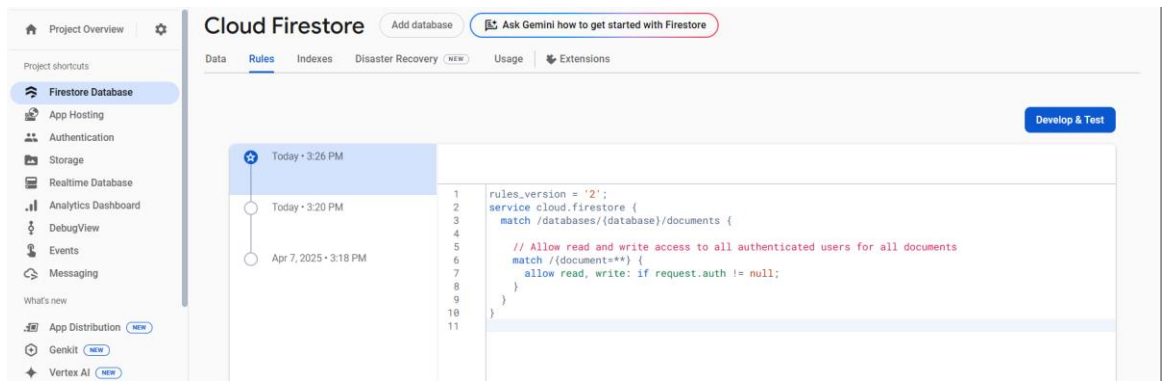 Project Overview
Project shortcuts
Firestore Database
App Hosting
Authentication
Storage
Realtime Database
Analytics Dashboard
DebugView
Events
Messaging
What's new
App Distribution NEW
Genkit NEW
Vertex AI NEW
Cloud Firestore Add database Ask Gemini how to get started with Firestore
Data Rules Indexes Disaster Recovery NEW Usage Extensions
Develop & Test
Today • 3:26 PM
Today • 3:20 PM
Apr 7, 2025 • 3:18 PM
1 rules_version = '2';
2 service cloud.firestore {
3 match /databases/{database}/documents {
4
5 // Allow read and write access to all authenticated users for all documents
6 match /{document=**} {
7 allow read, write: if request.auth != null;
8 }
9 }
10 }
11